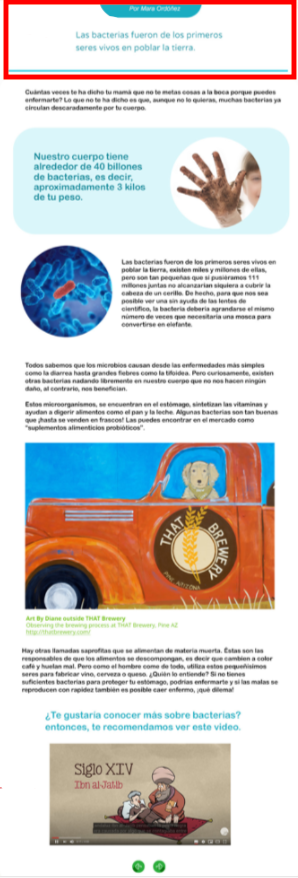 Por Mara Ordóñez
Las bacterias fueron de los primeros
seres vivos en poblar la tierra.
Cuántas veces te ha dicho tu mamá que no te metas cosas a la boca porque puedes
enfermarte? Lo que no te ha dicho es que, aunque no lo quieras, muchas bacterias ya
circulan descaradamente por tu cuerpo.
Nuestro cuerpo tiene
alrededor de 40 billones
de bacterias, es decir,
aproximadamente 3 kilos
de tu peso.
Las bacterias fueron de los primeros seres vivos en
poblar la tierra, existen miles y millones de ellas,
pero son tan pequeñas que si pusiéramos 111
millones juntas no alcanzarían siquiera a cubrir la
cabeza de un cerillo. De hecho, para que nos sea
posible ver una sin ayuda de las lentes de
científico, la bacteria debería agrandarse el mismo
número de veces que necesitaría una mosca para
convertirse en elefante.
Todos sabemos que los microbios causan desde las enfermedades más simples
como la diarrea hasta grandes fiebres como la tifoidea. Pero curiosamente, existen
otras bacterias nadando libremente en nuestro cuerpo que no nos hacen ningún
daño, al contrario, nos benefician.
Estos microorganismos, se encuentran en el estómago, sintetizan las vitaminas y
ayudan a digerir alimentos como el pan y la leche. Algunas bacterias son tan buenas
que ¡hasta se venden en frascos! Las puedes encontrar en el mercado como
"suplementos alimenticios probióticos".
THAT BREWERY
PINE ARIZONA
Art By Diane outside THAT Brewery
Observing the brewing process at THAT Brewery, Pine AZ
http://thatbrewery.com/
Hay otras llamadas saprofitas que se alimentan de materia muerta. Éstas son las
responsables de que los alimentos se descompongan, es decir que cambien a color
café y huelan mal. Pero como el hombre come de todo, utiliza estos pequeñísimos
seres para fabricar vino, cerveza o queso. ¿Quién lo entiende? Si no tienes
suficientes bacterias para proteger tu estómago, podrías enfermarte y si las malas se
reproducen con rapidez también es posible caer enfermo, ¡qué dilema!
¿Te gustaría conocer más sobre bacterias?
entonces, te recomendamos ver este video.
Siglo XIV
Ibn al-Jatib